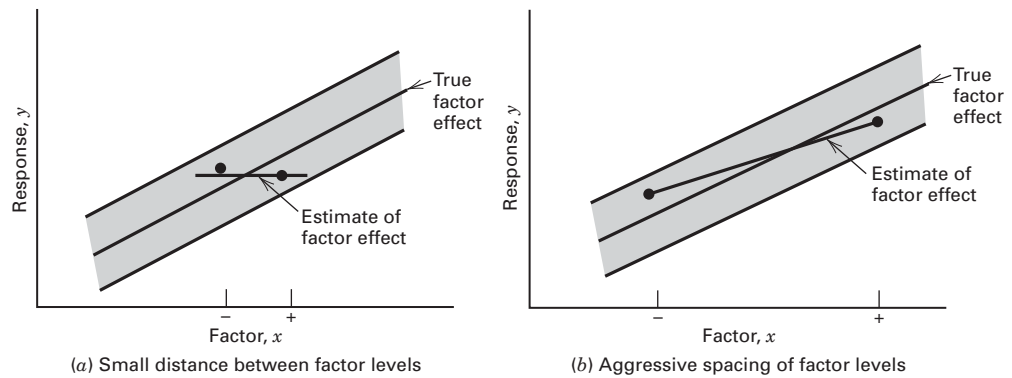 Response, y
True
factor
effect
Estimate of
factor effect
–
+
Factor, x
(a) Small distance between factor levels
Response, y
True
factor
effect
Estimate of
factor effect
–
+
Factor, x
(b) Aggressive spacing of factor levels